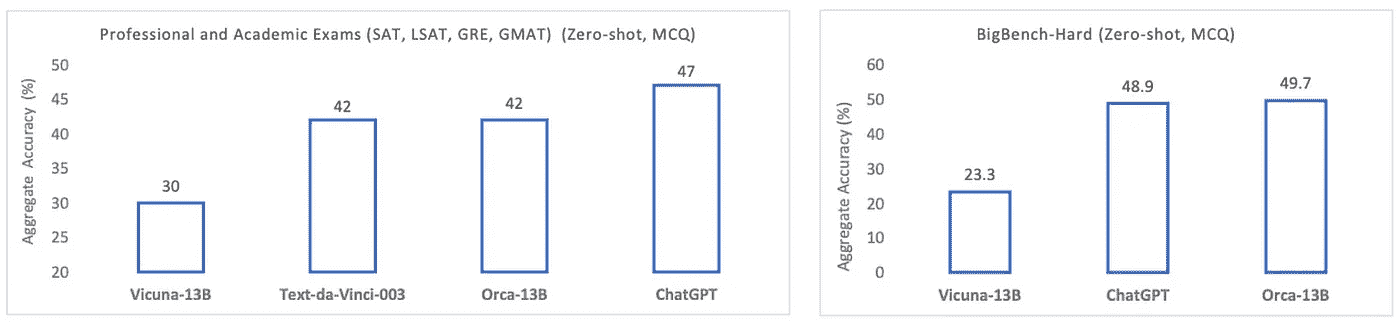 Professional and Academic Exams (SAT, LSAT, GRE, GMAT) (Zero-shot, MCQ)
Aggregate Accuracy (%)
50
45
40
35
30
25
20
30
42
42
47
Vicuna-13B
Text-da-Vinci-003
Orca-13B
ChatGPT
BigBench-Hard (Zero-shot, MCQ)
Aggregate Accuracy (%)
60
50
40
30
20
10
0
23.3
48.9
49.7
Vicuna-13B
ChatGPT
Orca-13B